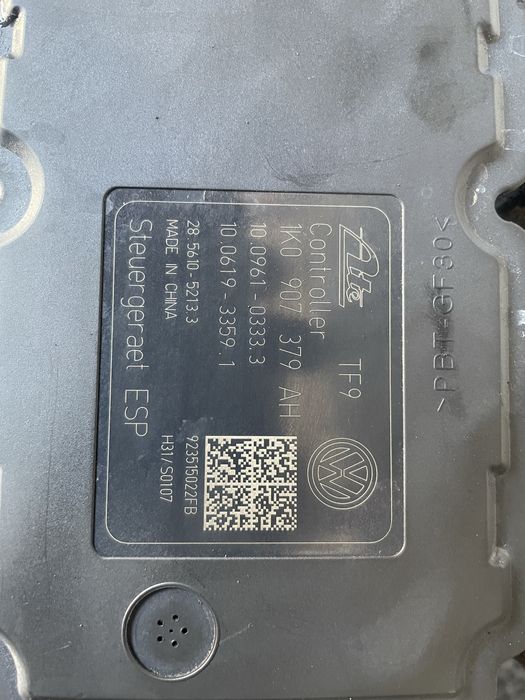 Ate TF9
Controller
1K0 907 379 AH
10.0961-0333.3
10.0619-3359.1
28-5610-5213.3
MADE IN CHINA
Steuergeraet ESP
923515022FB
H31/S0107
>PBT-GF30<